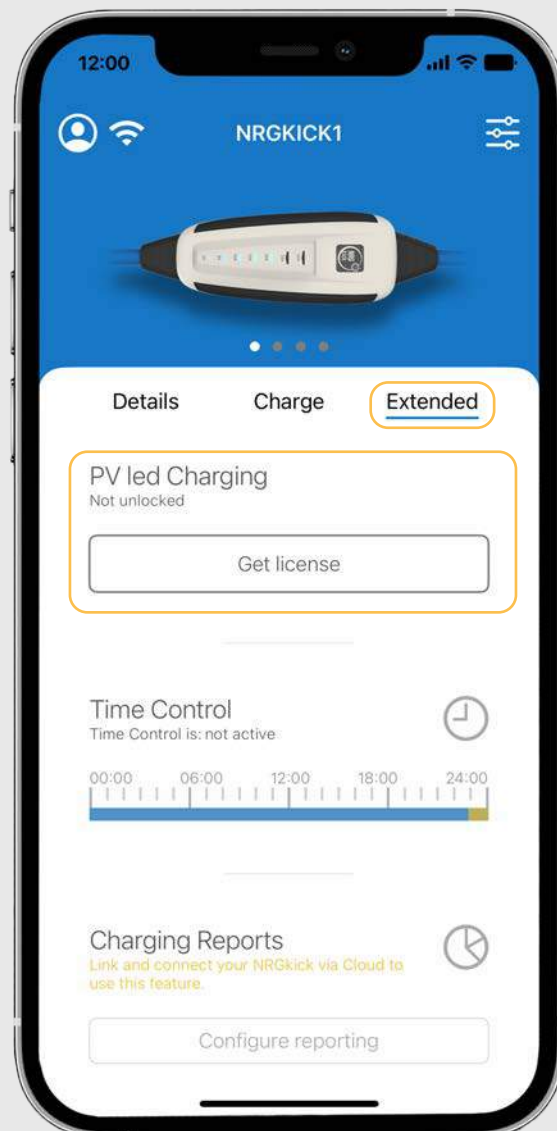 12:00
NRGKICK1
Details Charge Extended
PV led Charging
Not unlocked
Get license
Time Control
Time Control is: not active
00:00 06:00 12:00 18:00 24:00
Charging Reports
Link and connect your NRGkick via Cloud to
use this feature.
Configure reporting